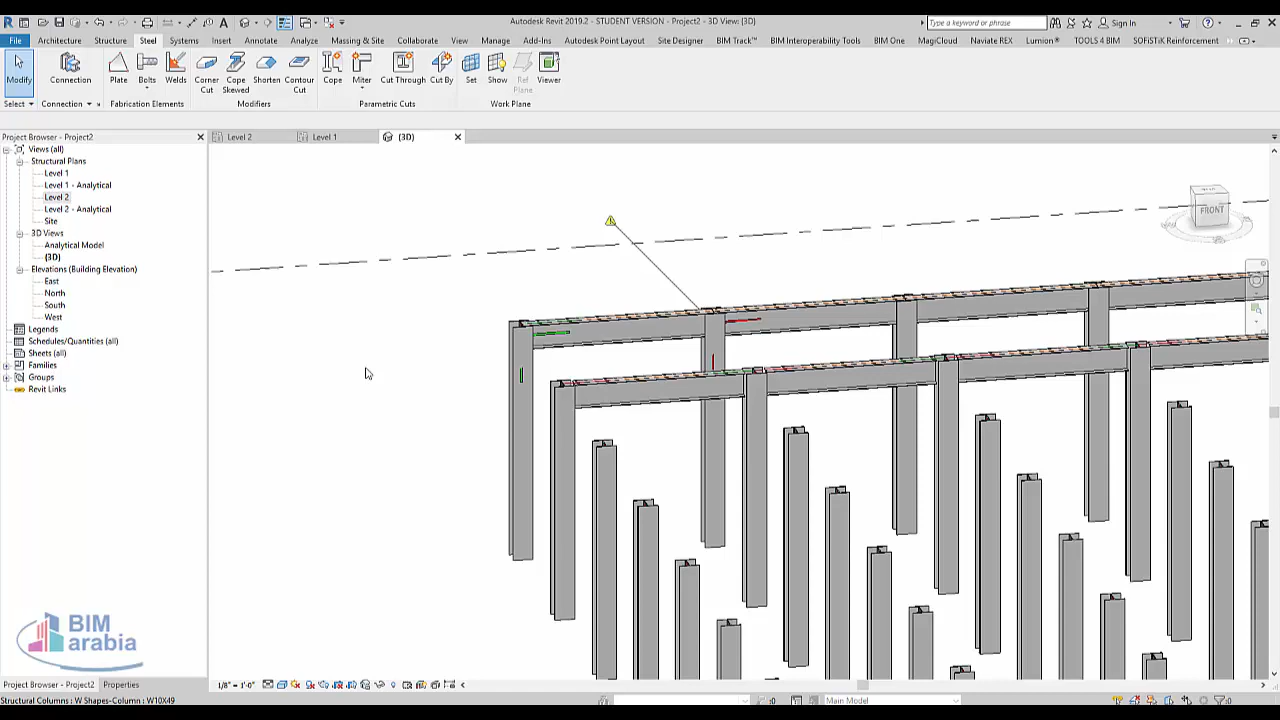 Autodesk Revit 2019.2 - STUDENT VERSION - Project2 - 3D View: {3D}
Type a keyword or phrase
Sign In
File Architecture Structure Steel Systems Insert Annotate Analyze Massing & Site Collaborate View Manage Add-Ins Autodesk Point Layout Site Designer BIM Track™ BIM Interoperability Tools BIM One MagiCloud Naviate REX Lumion® TOOLS 4 BIM SOFiSTiK Reinforcement
Modify Connection Plate Bolts Welds Corner Cut Cope Skewed Shorten Contour Cut Cope Miter Cut Through Cut By Set Show Ref Plane Viewer
Select Connection Fabrication Elements Modifiers Parametric Cuts Work Plane
Project Browser - Project2
Level 2
Level 1
{3D}
Views (all)
Structural Plans
Level 1
Level 1 - Analytical
Level 2
Level 2 - Analytical
Site
3D Views
Analytical Model
{3D}
Elevations (Building Elevation)
East
North
South
West
Legends
Schedules/Quantities (all)
Sheets (all)
Families
Groups
Revit Links
FRONT
BIM
arabia
Project Browser - Project2
Properties
1/8" = 1'-0"
Structural Columns : W Shapes-Column : W10X49
:0
Main Model
:0